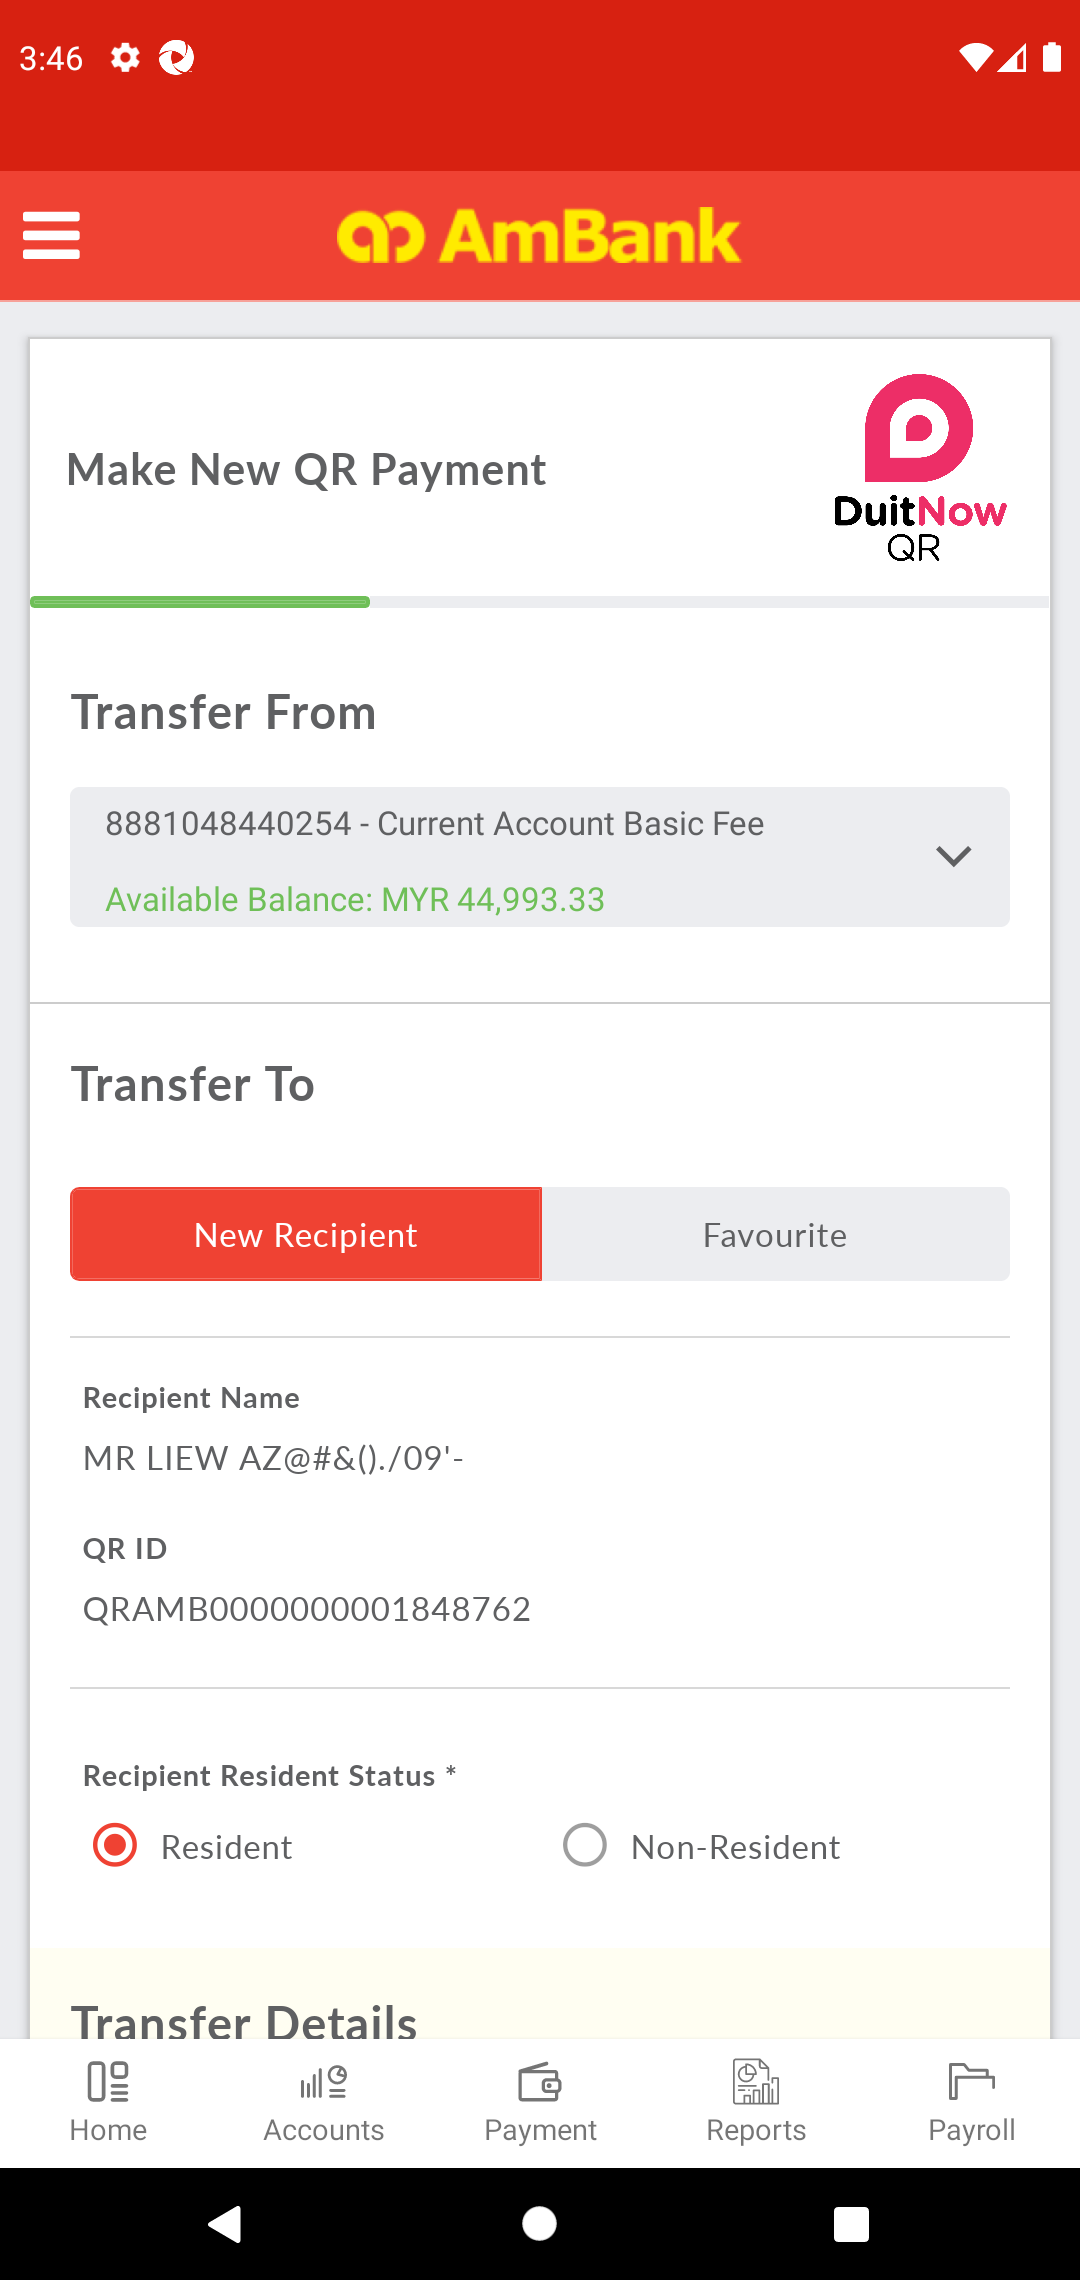 3:46
AmBank
Make New QR Payment
DuitNow
QR
Transfer From
8881048440254 - Current Account Basic Fee
Available Balance: MYR 44,993.33
Transfer To
New Recipient
Favourite
Recipient Name
MR LIEW AZ@#&()./09'-
QR ID
QRAMB0000000001848762
Recipient Resident Status *
Resident
Non-Resident
Transfer Details
Home
Accounts
Payment
Reports
Payroll